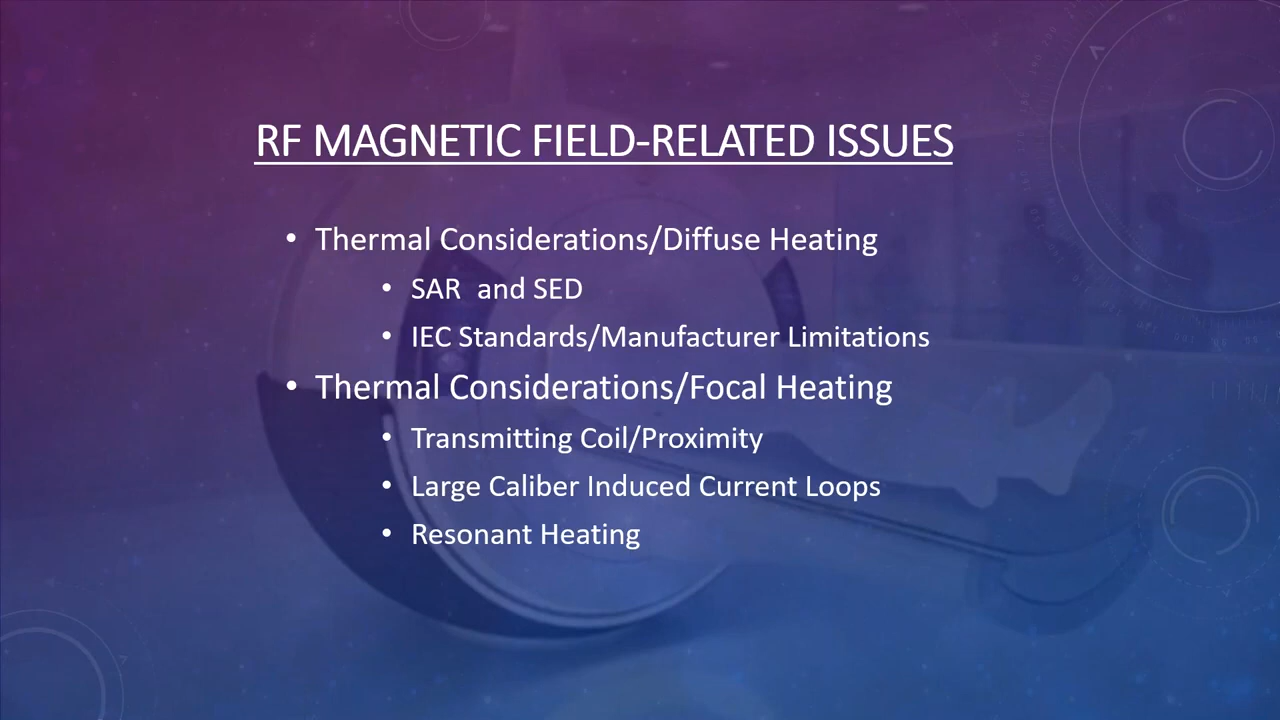 RF MAGNETIC FIELD-RELATED ISSUES
• Thermal Considerations/Diffuse Heating
• SAR and SED
• IEC Standards/Manufacturer Limitations
• Thermal Considerations/Focal Heating
• Transmitting Coil/Proximity
• Large Caliber Induced Current Loops
• Resonant Heating